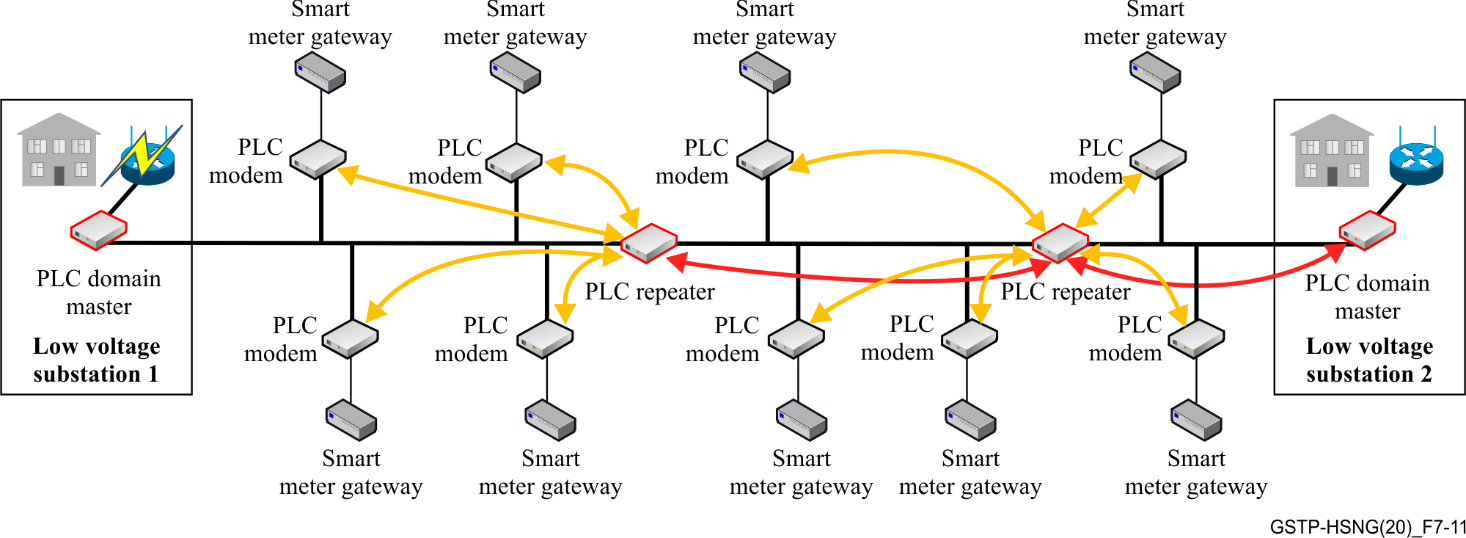 Smart
meter gateway
Smart
meter gateway
Smart
meter gateway
Smart
meter gateway
PLC
modem
PLC
modem
PLC
modem
PLC
modem
PLC domain
master
Low voltage
substation 1
PLC repeater
PLC repeater
PLC domain
master
Low voltage
substation 2
PLC
modem
PLC
modem
PLC
modem
PLC
modem
PLC
modem
Smart
meter gateway
Smart
meter gateway
Smart
meter gateway
Smart
meter gateway
Smart
meter gateway
GSTP-HSNG(20)_F7-11